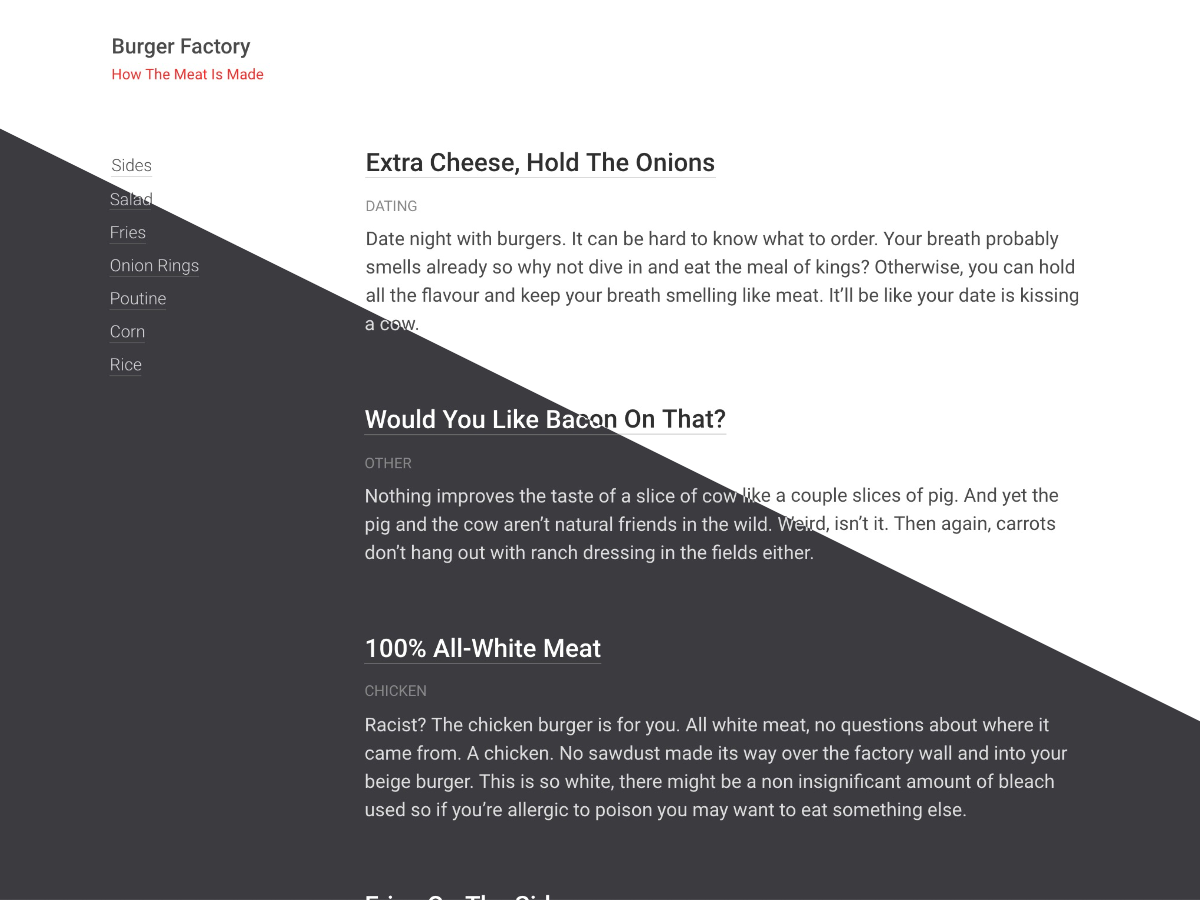 Burger Factory
How The Meat Is Made
Sides
Salad
Fries
Onion Rings
Poutine
Corn
Rice
Extra Cheese, Hold The Onions
DATING
Date night with burgers. It can be hard to know what to order. Your breath probably
smells already so why not dive in and eat the meal of kings? Otherwise, you can hold
all the flavour and keep your breath smelling like meat. It’ll be like your date is kissing
a cow.
Would You Like Bacon On That?
OTHER
Nothing improves the taste of a slice of cow like a couple slices of pig. And yet the
pig and the cow aren’t natural friends in the wild. Weird, isn’t it. Then again, carrots
don’t hang out with ranch dressing in the fields either.
100% All-White Meat
CHICKEN
Racist? The chicken burger is for you. All white meat, no questions about where it
came from. A chicken. No sawdust made its way over the factory wall and into your
beige burger. This is so white, there might be a non insignificant amount of bleach
used so if you’re allergic to poison you may want to eat something else.